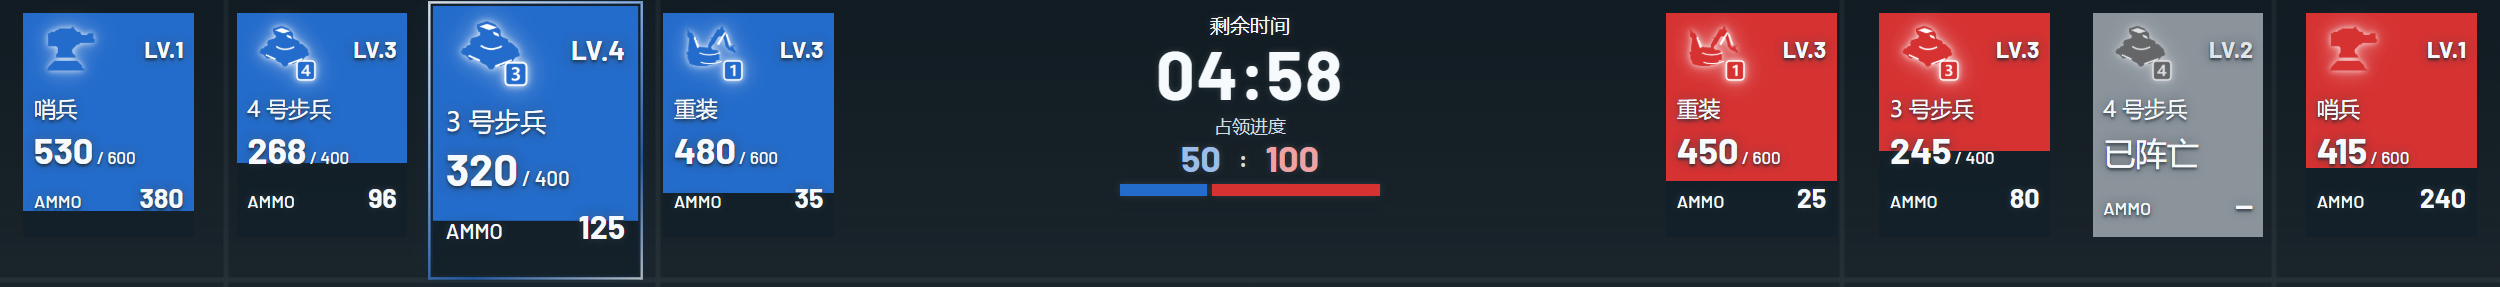 LV.1
哨兵
530 / 600
AMMO 380
4 LV.3
4 号步兵
268 / 400
AMMO 96
3 LV.4
3 号步兵
320 / 400
AMMO 125
1 LV.3
重装
480 / 600
AMMO 35
剩余时间
04:58
占领进度
50 : 100
1 LV.3
重装
450 / 600
AMMO 25
3 LV.3
3 号步兵
245 / 400
AMMO 80
4 LV.2
4 号步兵
已阵亡
AMMO –
LV.1
哨兵
415 / 600
AMMO 240